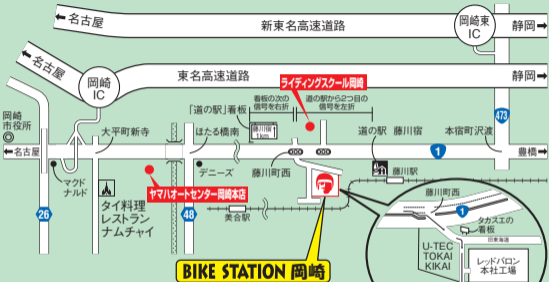 名古屋
新東名高速道路
岡崎東
IC
静岡
名古屋
岡崎
IC
東名高速道路
静岡
ライディングスクール岡崎
看板の次の
信号を右折
道の駅から2つ目の
信号を左折
「道の駅」看板
藤川宿
1km
473
岡崎
市役所
大平町新寺
ほたる橋南
道の駅 藤川宿
本宿町沢渡
名古屋
1
豊橋
マクド
ナルド
デニーズ
藤川町西
藤川駅
ヤマハオートセンター岡崎本店
タイ料理
レストラン
ナムチャイ
26
48
美合駅
藤川町西
1
タカスエの
看板
旧東海道
U-TEC
TOKAI
KIKAI
レッドバロン
本社工場
BIKE STATION 岡崎